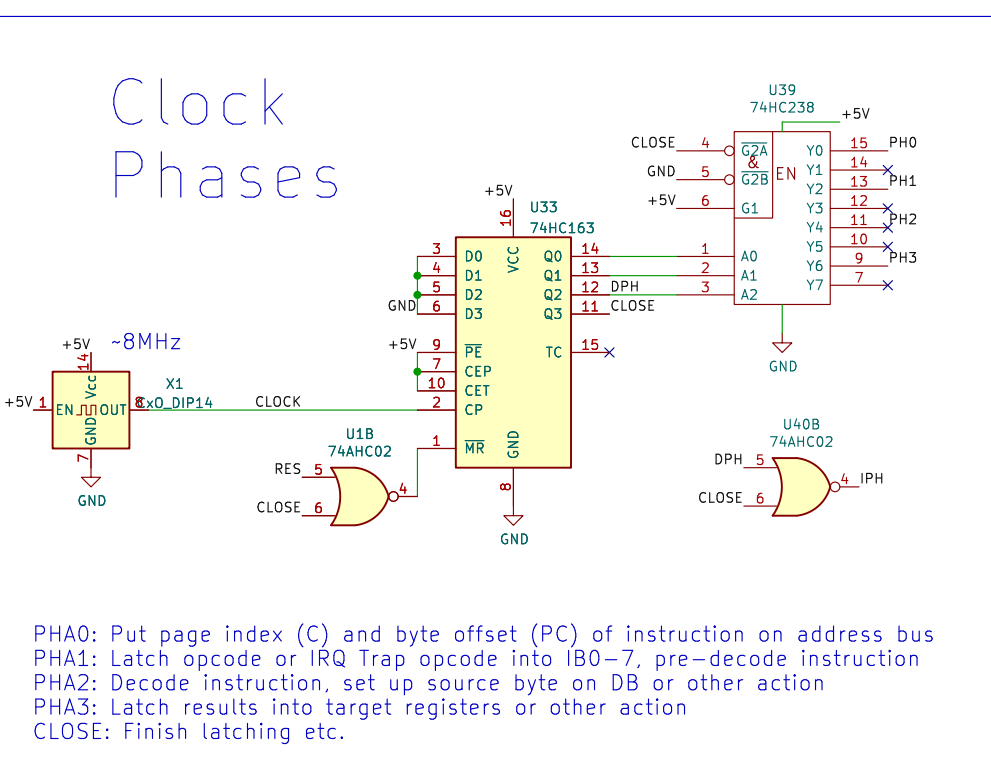 Clock
Phases
U39
74HC238
+5V
CLOSE 4 G2A Y0 15 PH0
& EN Y1 14
GND 5 G2B Y2 13 PH1
+5V 6 G1 Y3 12
Y4 11 PH2
Y5 10
1 A0 Y6 9 PH3
2 A1 Y7 7
3 A2
GND
+5V
16
U33
74HC163
VCC
3 D0 Q0 14
4 D1 Q1 13
5 D2 Q2 12 DPH
GND 6 D3 Q3 11 CLOSE
+5V 9 PE TC 15
7 CEP
10 CET
2 CP
1 MR
GND
8
GND
+5V ~8MHz
14
Vcc
X1
CxO_DIP14
+5V 1 EN OUT 8 CLOCK
GND
7
GND
U1B
74AHC02
RES 5
4
CLOSE 6
U40B
74AHC02
DPH 5
4 IPH
CLOSE 6
PHA0: Put page index (C) and byte offset (PC) of instruction on address bus
PHA1: Latch opcode or IRQ Trap opcode into IB0-7, pre-decode instruction
PHA2: Decode instruction, set up source byte on DB or other action
PHA3: Latch results into target registers or other action
CLOSE: Finish latching etc.